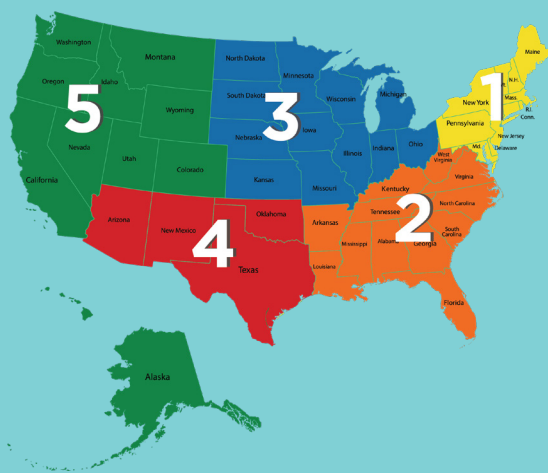 Washington
Montana
North Dakota
Minnesota
Maine
Oregon
Idaho
South Dakota
Wisconsin
Michigan
New York
N.H.
Mass
R.I.
Conn.
5
3
1
Wyoming
Nebraska
Iowa
Pennsylvania
New Jersey
Nevada
Utah
Colorado
Illinois
Indiana
Ohio
Md.
Delaware
West
Virginia
Virginia
California
Kansas
Missouri
Kentucky
2
Arizona
New Mexico
4
Oklahoma
Arkansas
Tennessee
North Carolina
South
Carolina
Texas
Louisiana
Mississippi
Alabama
Georgia
Florida
Alaska